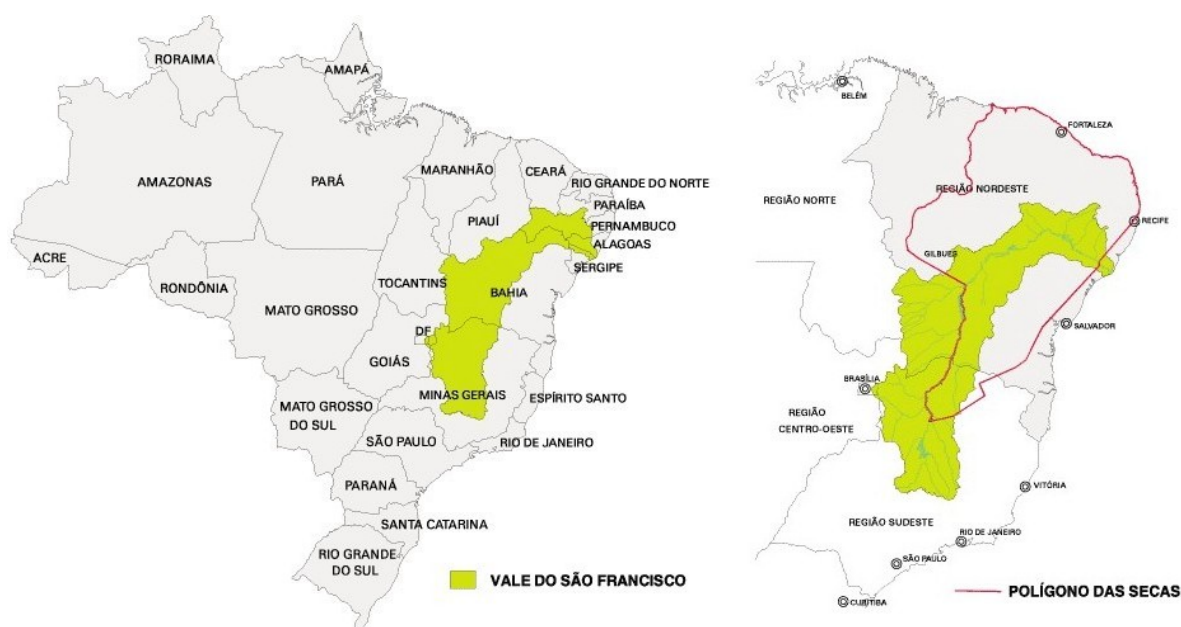 RORAIMA
AMAPÁ
AMAZONAS
PARÁ
MARANHÃO
CEARÁ
RIO GRANDE DO NORTE
PARAÍBA
PIAUÍ
PERNAMBUCO
ALAGOAS
ACRE
SERGIPE
RONDÔNIA
TOCANTINS
BAHIA
MATO GROSSO
DF
GOIÁS
MINAS GERAIS
ESPÍRITO SANTO
MATO GROSSO
DO SUL
SÃO PAULO
RIO DE JANEIRO
PARANÁ
SANTA CATARINA
RIO GRANDE
DO SUL
VALE DO SÃO FRANCISCO
BELÉM
FORTALEZA
REGIÃO NORDESTE
REGIÃO NORTE
RECIFE
GILBUES
SALVADOR
BRASÍLIA
REGIÃO
CENTRO-OESTE
VITÓRIA
REGIÃO SUDESTE
RIO DE JANEIRO
SÃO PAULO
CURITIBA
POLÍGONO DAS SECAS